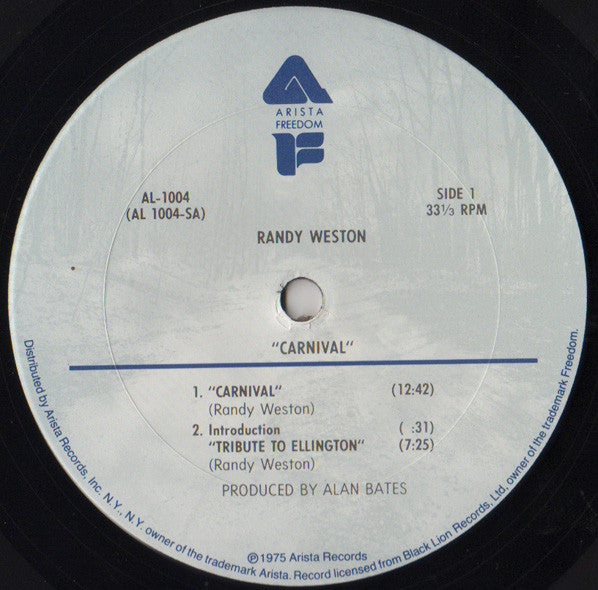 ARISTA
FREEDOM
AL-1004
(AL 1004-SA)
SIDE 1
33⅓ RPM
RANDY WESTON
"CARNIVAL"
1. "CARNIVAL" (12:42)
(Randy Weston)
2. Introduction ( :31)
"TRIBUTE TO ELLINGTON" (7:25)
(Randy Weston)
PRODUCED BY ALAN BATES
℗1975 Arista Records
Distributed by Arista Records, Inc. N.Y., N.Y. owner of the trademark Arista. Record licensed from Black Lion Records, Ltd. owner of the trademark Freedom.